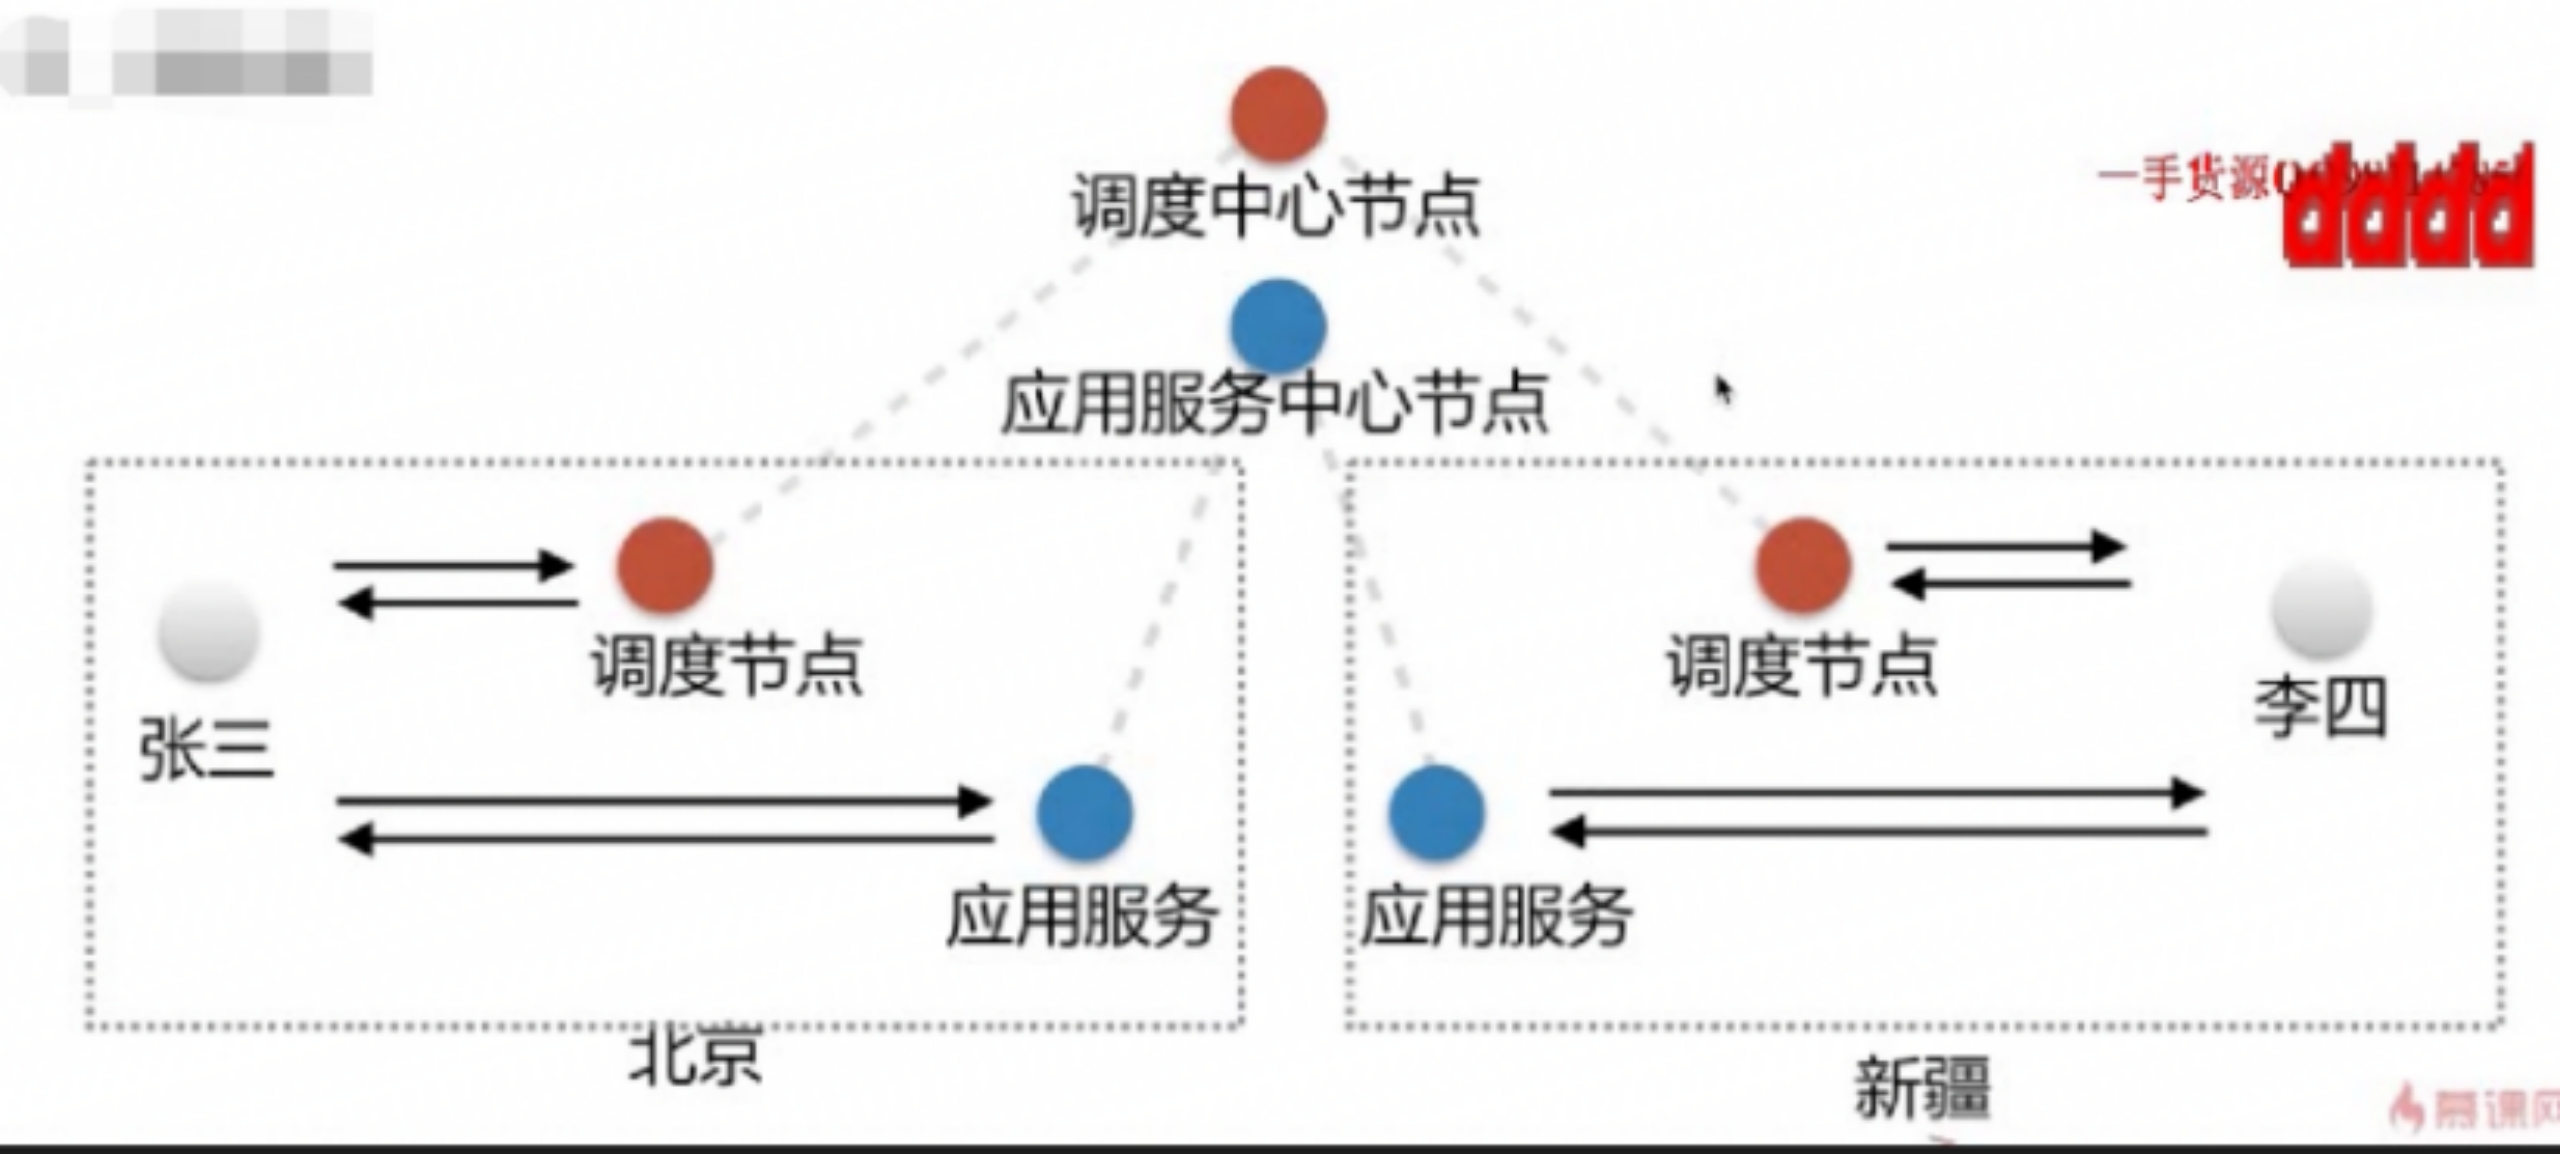 调度中心节点
一手货源
dddd
应用服务中心节点
调度节点
调度节点
张三
李四
应用服务
应用服务
北京
新疆
慕课网